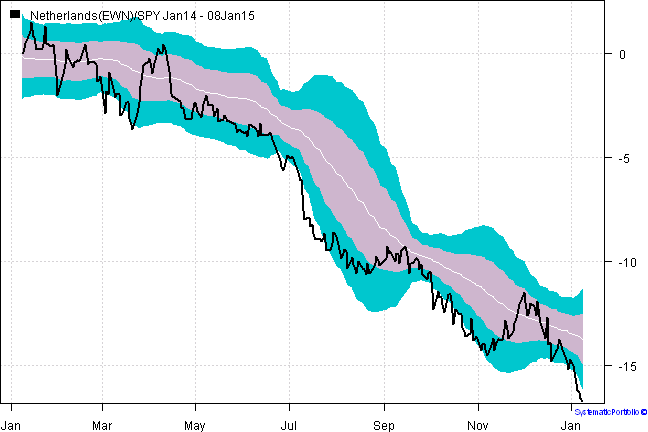 Netherlands(EWN)/SPY Jan14 - 08Jan15
0
-5
-10
-15
SystematicPortfolio ©
Jan Mar May Jul Sep Nov Jan